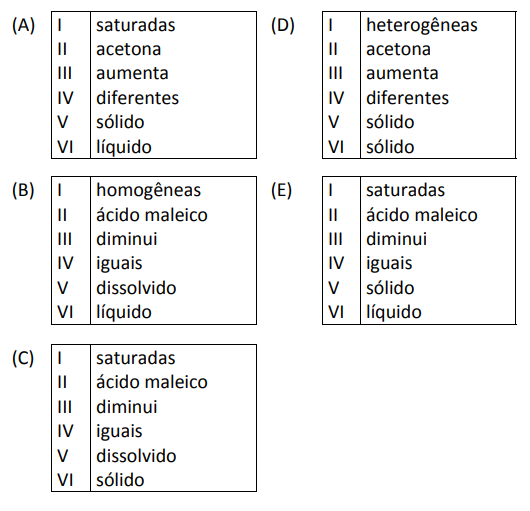 (A) I saturadas
II acetona
III aumenta
IV diferentes
V sólido
VI líquido
(B) I homogêneas
II ácido maleico
III diminui
IV iguais
V dissolvido
VI líquido
(C) I saturadas
II ácido maleico
III diminui
IV iguais
V dissolvido
VI sólido
(D) I heterogêneas
II acetona
III aumenta
IV diferentes
V sólido
VI sólido
(E) I saturadas
II ácido maleico
III diminui
IV iguais
V sólido
VI líquido